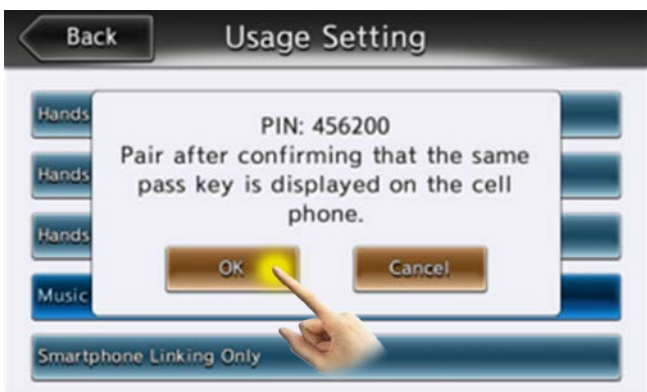 Back
Usage Setting
Hands
PIN: 456200
Pair after confirming that the same
Hands
pass key is displayed on the cell
phone.
Hands
OK
Cancel
Music
Smartphone Linking Only